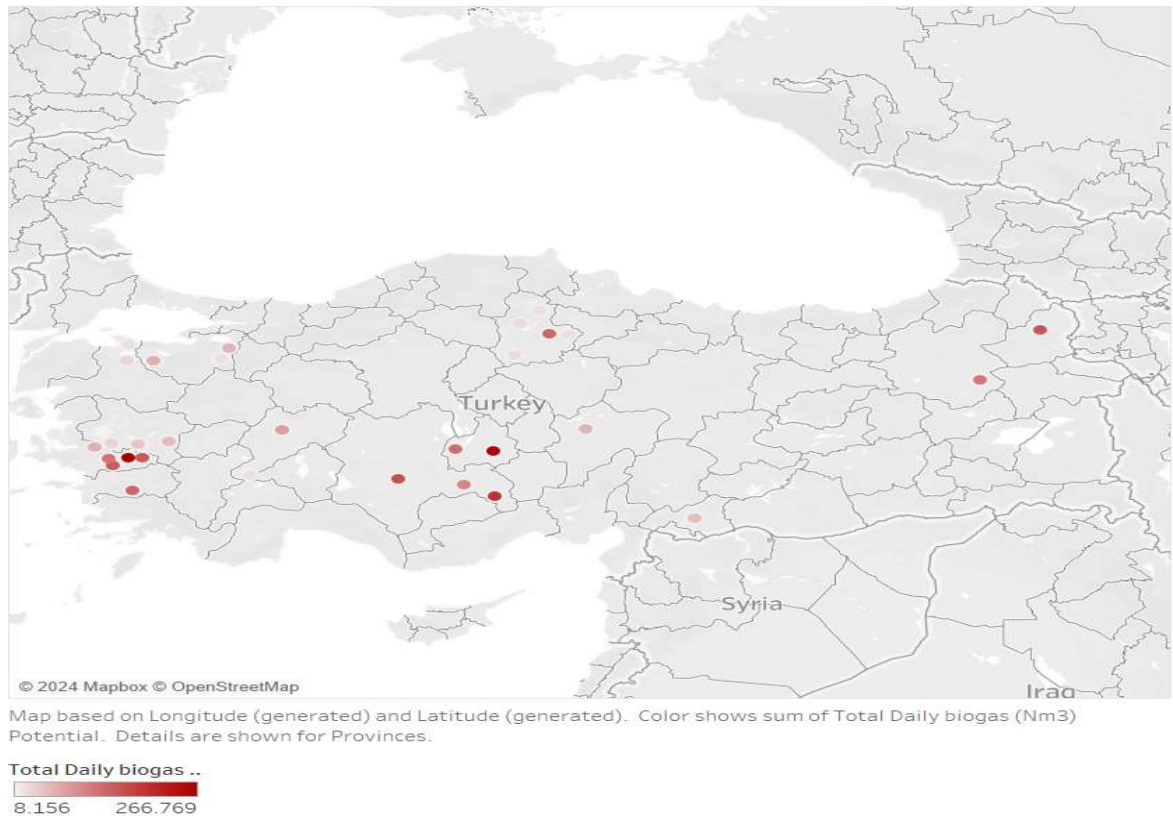 Turkey
Syria
Iraq
© 2024 Mapbox © OpenStreetMap
Map based on Longitude (generated) and Latitude (generated). Color shows sum of Total Daily biogas (Nm3)
Potential. Details are shown for Provinces.
Total Daily biogas ..
8.156 266.769